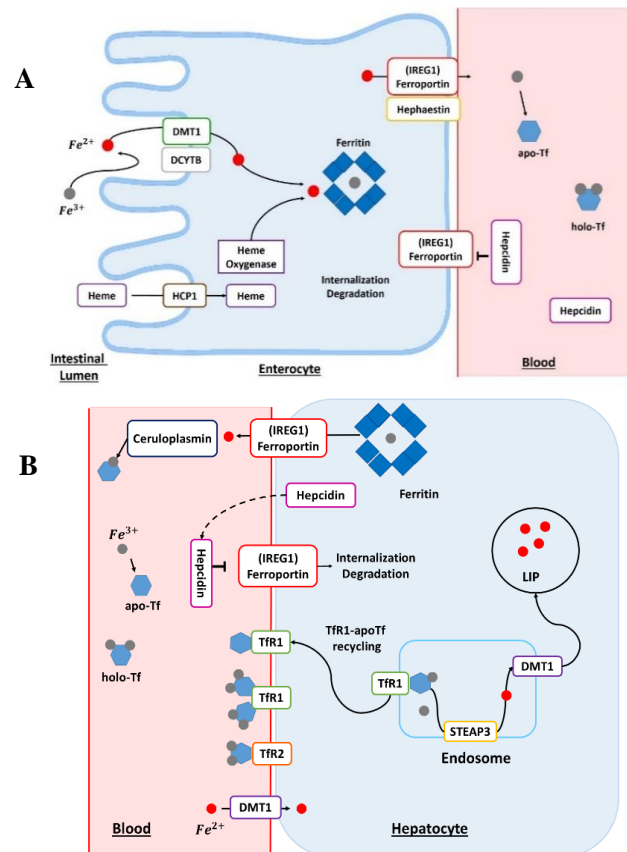 A
(IREG1)
Ferroportin
Hephaestin
Fe2+
DMT1
DCYTB
Fe3+
Ferritin
apo-Tf
holo-Tf
Heme
Oxygenase
(IREG1)
Ferroportin
Hepcidin
Internalization
Degradation
Heme
HCP1
Heme
Hepcidin
Intestinal
Lumen
Enterocyte
Blood
B
Ceruloplasmin
(IREG1)
Ferroportin
Ferritin
Hepcidin
Fe3+
Hepcidin
(IREG1)
Ferroportin
Internalization
Degradation
apo-Tf
LIP
holo-Tf
TfR1
TfR1-apoTf
recycling
TfR1
DMT1
TfR1
STEAP3
Endosome
TfR2
Fe2+
DMT1
Blood
Hepatocyte